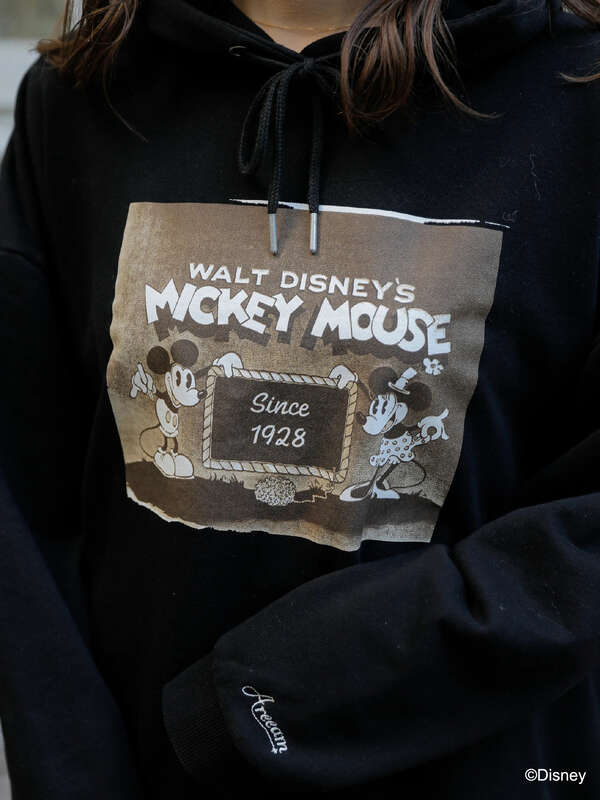 WALT DISNEY'S
MICKEY MOUSE
Since
1928
Areeam
©Disney